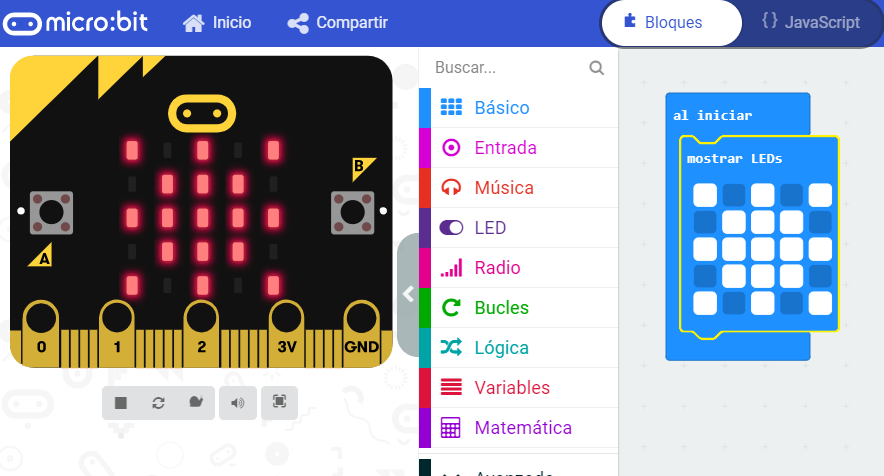 micro:bit
Inicio
Compartir
Bloques
{ } JavaScript
Buscar...
Básico
Entrada
Música
LED
Radio
Bucles
Lógica
Variables
Matemática
Avanzado
al iniciar
mostrar LEDs
B
A
0
1
2
3V
GND